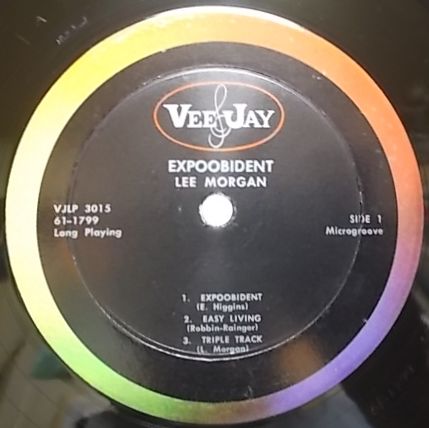 VEE JAY
EXPOOBIDENT
LEE MORGAN
VJLP 3015
61-1799
Long Playing
SIDE 1
Microgroove
1. EXPOOBIDENT
(E. Higgins)
2. EASY LIVING
(Robbin-Rainger)
3. TRIPLE TRACK
(L. Morgan)